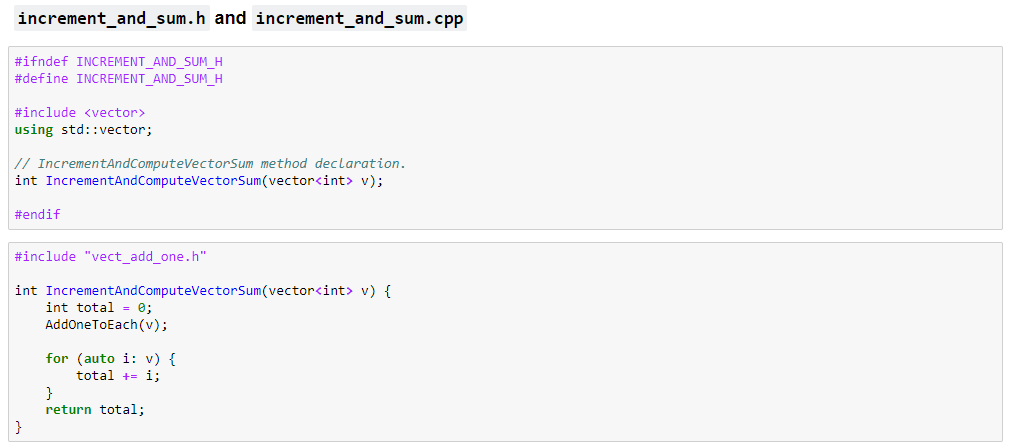 increment_and_sum.h and increment_and_sum.cpp
#ifndef INCREMENT_AND_SUM_H
#define INCREMENT_AND_SUM_H
#include <vector>
using std::vector;
// IncrementAndComputeVectorSum method declaration.
int IncrementAndComputeVectorSum(vector<int> v);
#endif
#include "vect_add_one.h"
int IncrementAndComputeVectorSum(vector<int> v) {
    int total = 0;
    AddOneToEach(v);
    for (auto i: v) {
        total += i;
    }
    return total;
}